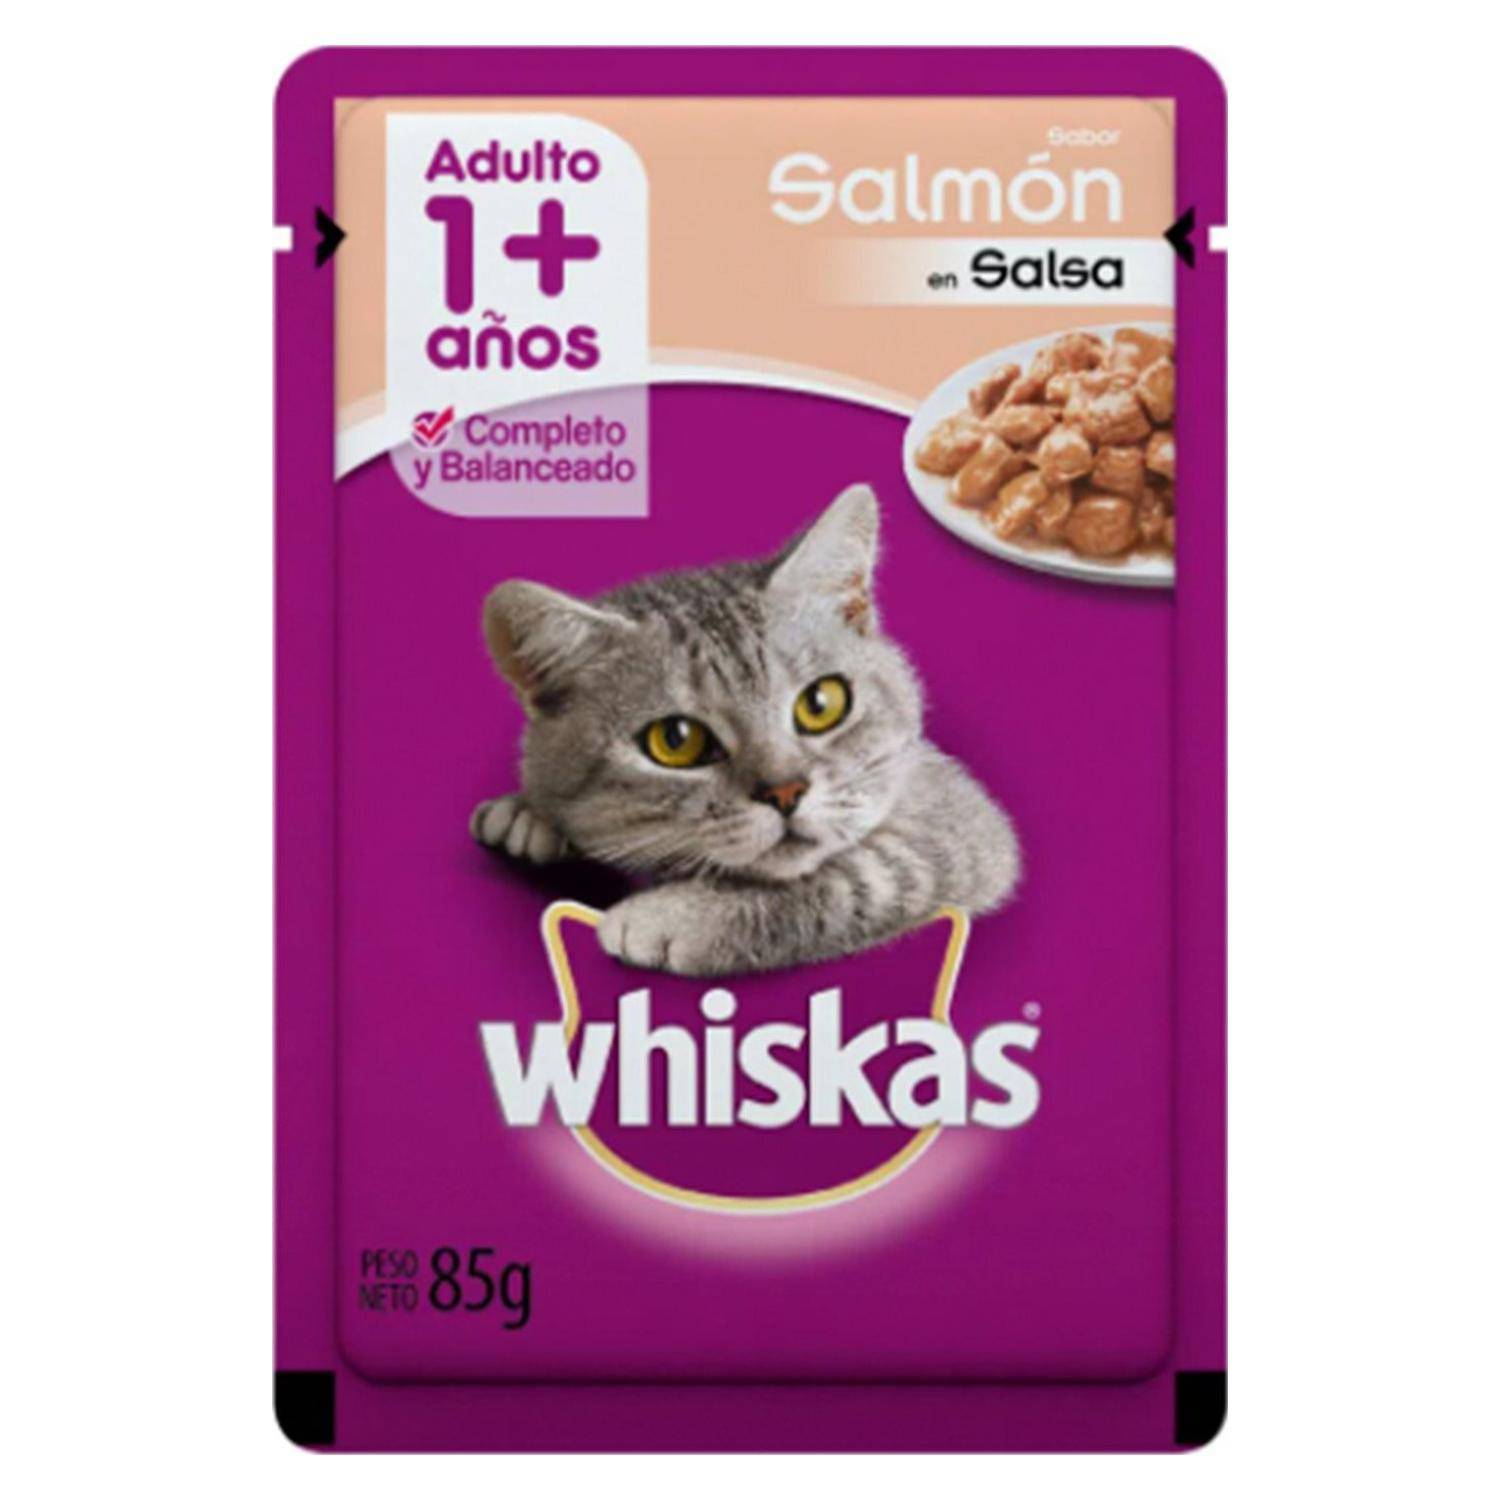 Adulto
1+
años
Completo
y Balanceado
Sabor
Salmón
en Salsa
whiskas®
PESO
NETO 85g